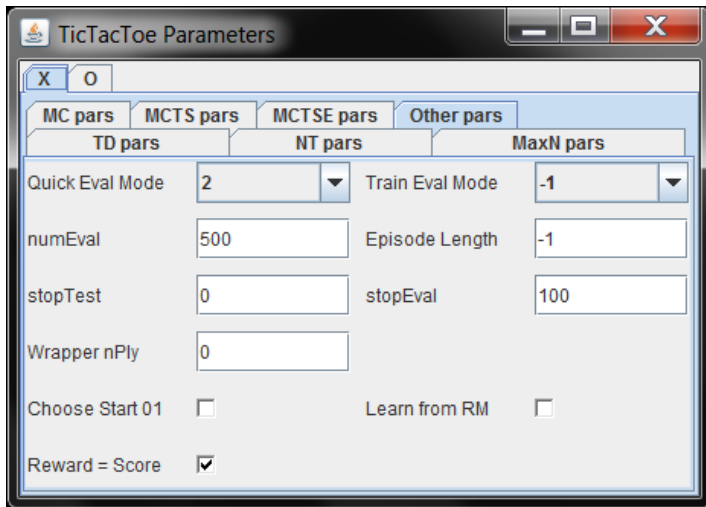 TicTacToe Parameters
X O
MC pars MCTS pars MCTSE pars Other pars
TD pars NT pars MaxN pars
Quick Eval Mode 2 Train Eval Mode -1
numEval 500 Episode Length -1
stopTest 0 stopEval 100
Wrapper nPly 0
Choose Start 01 Learn from RM
Reward = Score